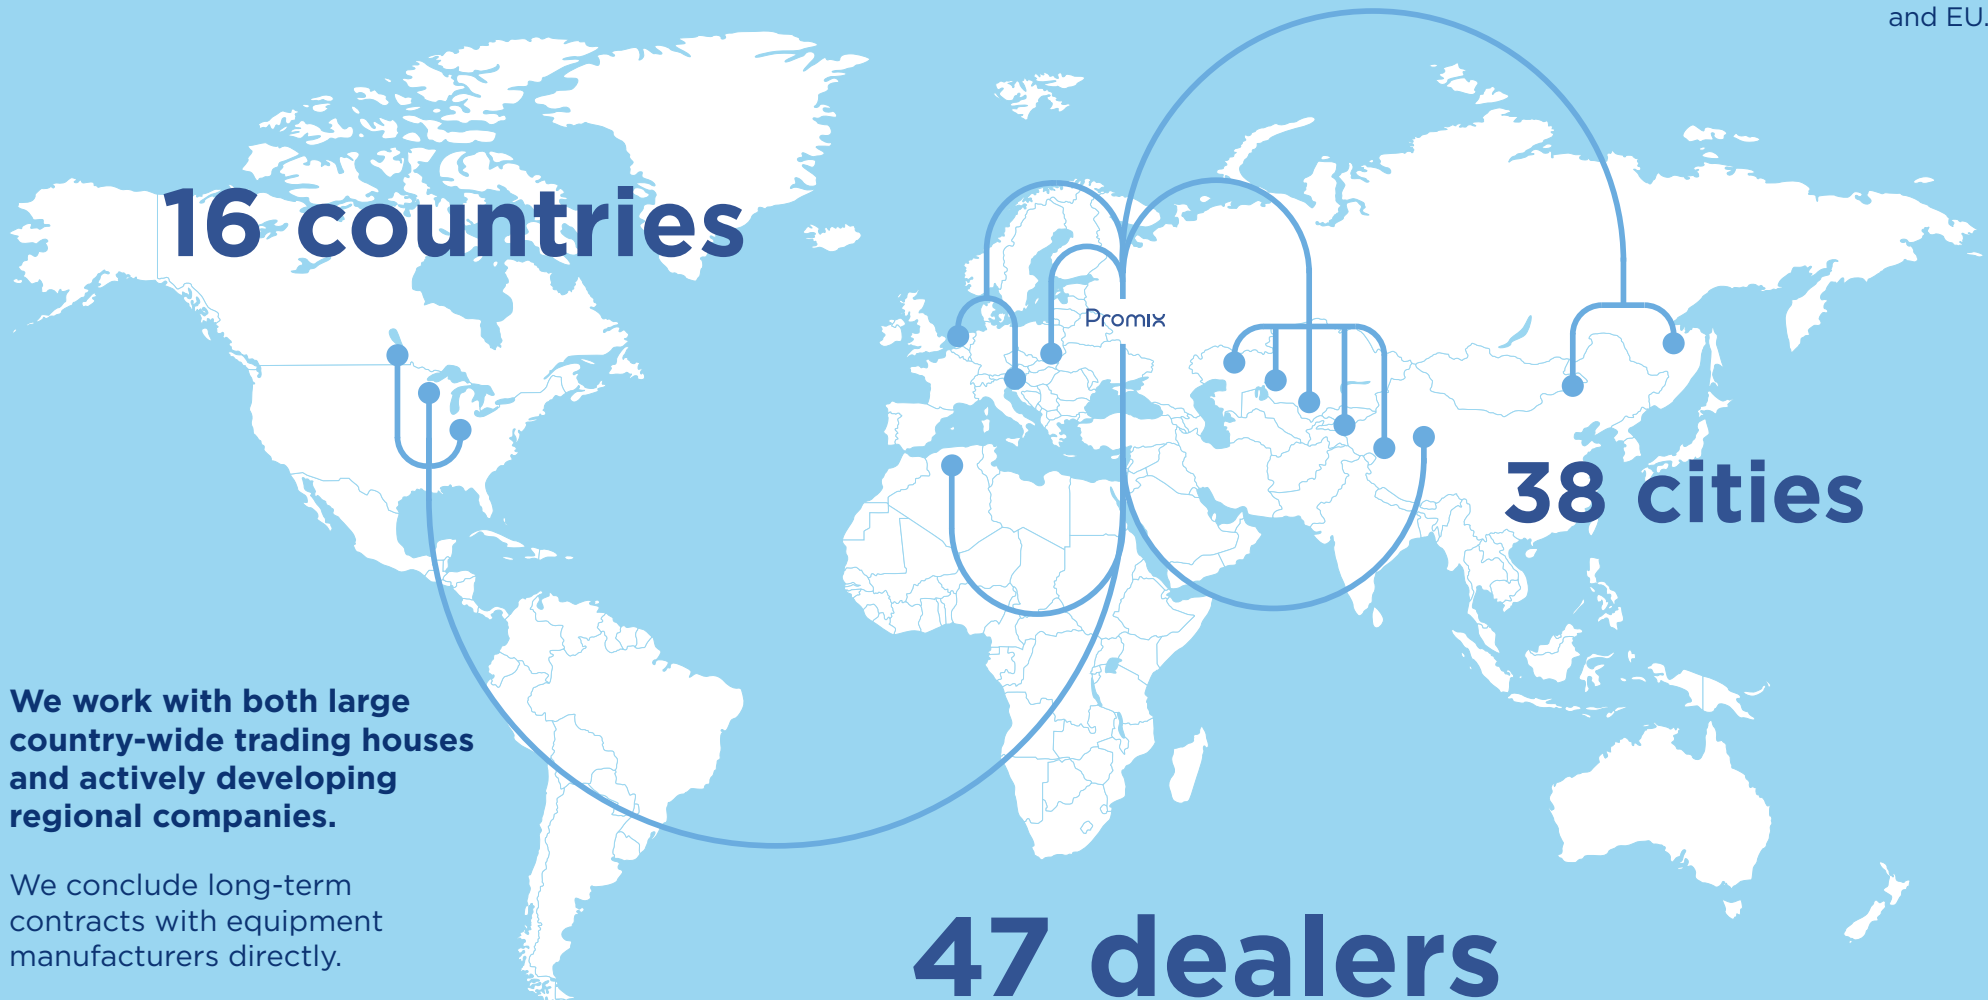 and EU.
16 countries
Promix
38 cities
We work with both large
country-wide trading houses
and actively developing
regional companies.
We conclude long-term
contracts with equipment
manufacturers directly.
47 dealers